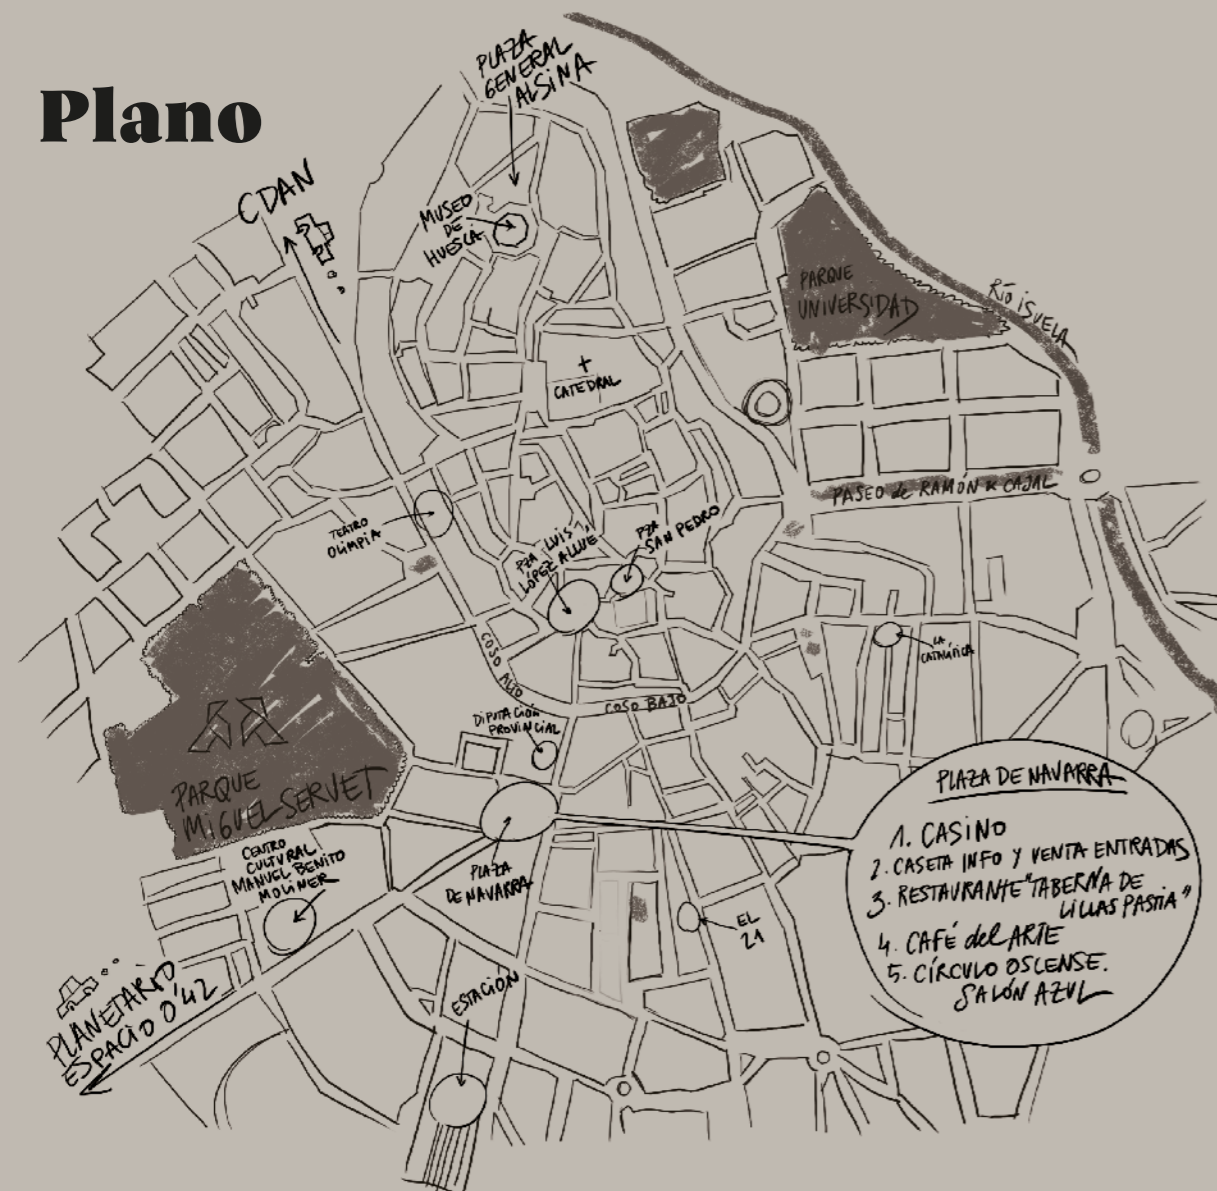 Plano
PLAZA
GENERAL
ALSINA
CDAN
MUSEO
DE
HUESCA
PARQUE
UNIVERSIDAD
RÍO ISUELA
CATEDRAL
PASEO de RAMÓN Y CAJAL
TEATRO
OLIMPIA
PZA LUIS
LÓPEZ ALLUE
PZA
SAN PEDRO
LA
CATALÍTICA
COSO ALTO
COSO BAJO
DIPUTACIÓN
PROVINCIAL
PARQUE
MIGUEL SERVET
CENTRO
CULTURAL
MANUEL BENITO
MOLINER
PLAZA
DE NAVARRA
EL
21
ESTACIÓN
PLANETARIO
ESPACIO 0'42
PLAZA DE NAVARRA
1. CASINO
2. CASETA INFO Y VENTA ENTRADAS
3. RESTAURANTE "TABERNA DE
LILLAS PASTIA"
4. CAFÉ del ARTE
5. CÍRCULO OSCENSE.
SALÓN AZUL